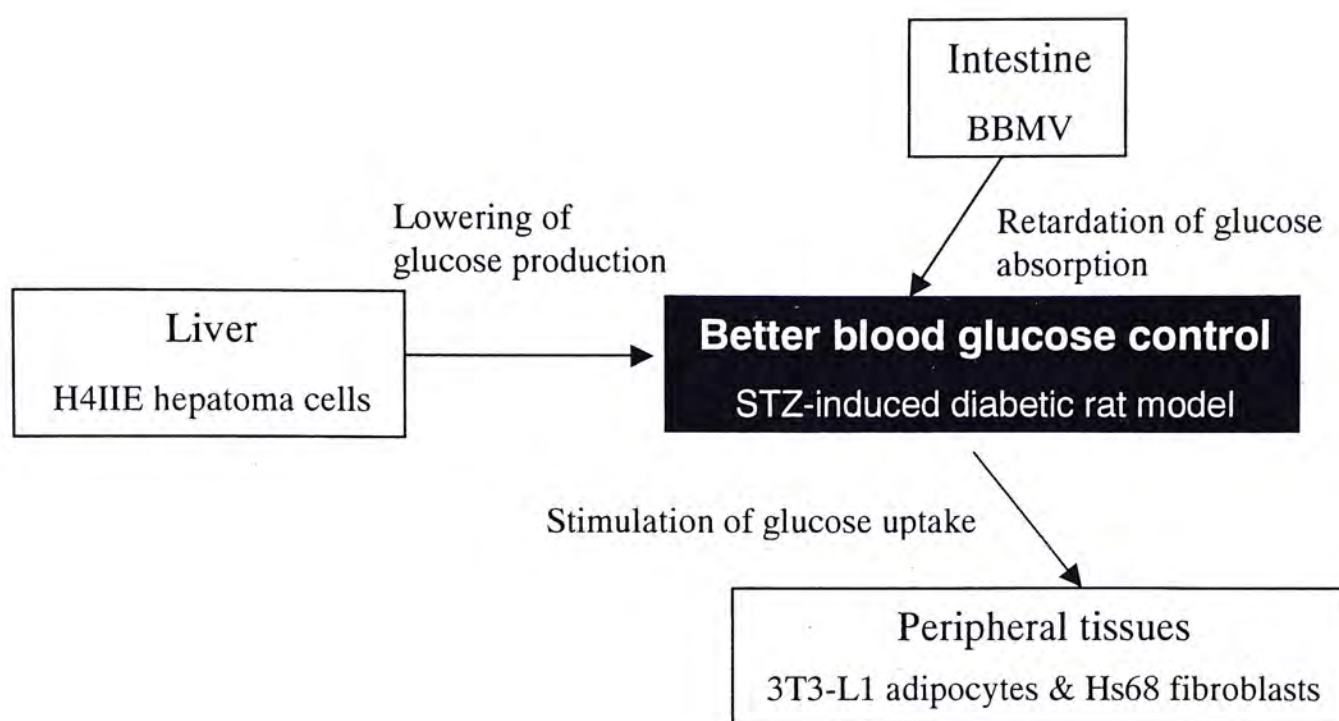 Intestine
BBMV
Lowering of
glucose production
Retardation of glucose
absorption
Liver
H4IIE hepatoma cells
Better blood glucose control
STZ-induced diabetic rat model
Stimulation of glucose uptake
Peripheral tissues
3T3-L1 adipocytes & Hs68 fibroblasts